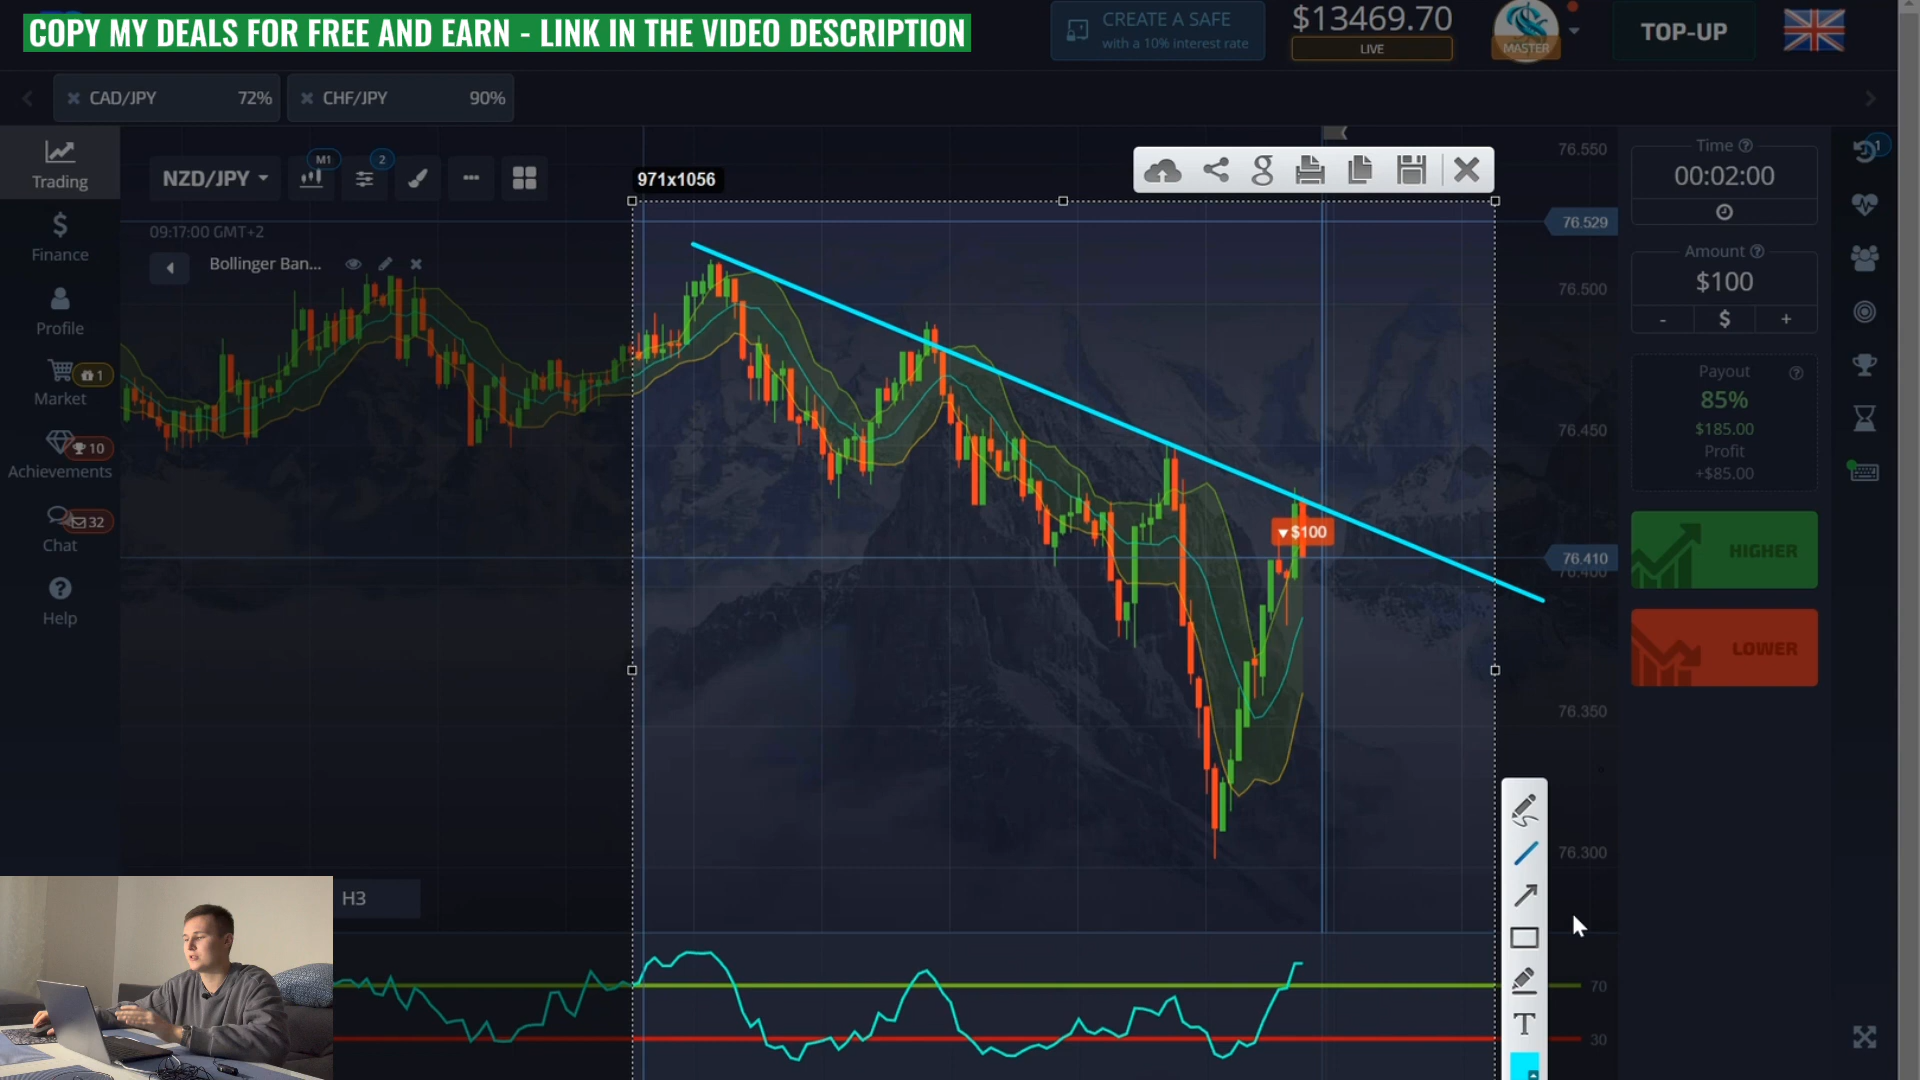 COPY MY DEALS FOR FREE AND EARN - LINK IN THE VIDEO DESCRIPTION
CREATE A SAFE
with a 10% interest rate
$13469.70
LIVE
MASTER
TOP-UP
CAD/JPY 72%
CHF/JPY 90%
Trading
Finance
Profile
Market
1
Achievements
10
Chat
32
Help
NZD/JPY
M1
2
09:17:00 GMT+2
Bollinger Ban...
971x1056
76.550
76.529
76.500
76.450
76.410
76.400
76.350
76.300
$100
70
30
H3
T
Time
00:02:00
Amount
$100
- $ +
Payout
85%
$185.00
Profit
+$85.00
HIGHER
LOWER
1